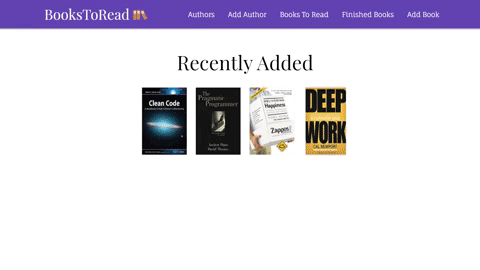 BooksToRead
Authors Add Author Books To Read Finished Books Add Book
Recently Added
Clean Code
The
Pragmatic
Programmer
Andrew Hunt
David Thomas
Happiness
Zappos
DEEP
WORK
CAL NEWPORT